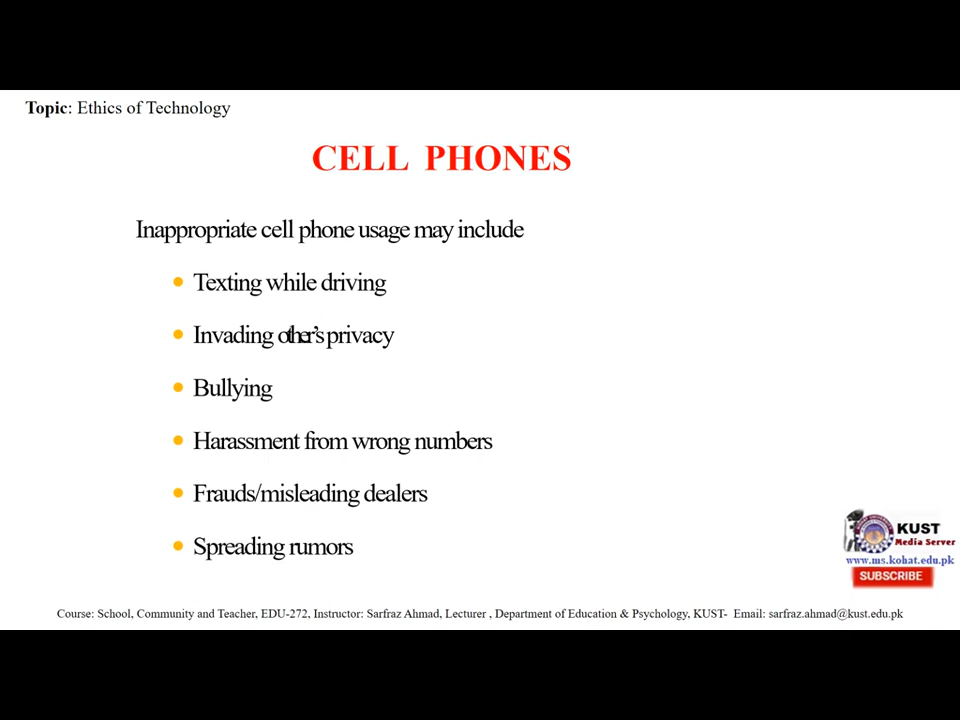 Topic: Ethics of Technology
CELL PHONES
Inappropriate cell phone usage may include
• Texting while driving
• Invading other's privacy
• Bullying
• Harassment from wrong numbers
• Frauds/misleading dealers
• Spreading rumors
KUST
Media Server
www.ms.kohat.edu.pk
SUBSCRIBE
Course: School, Community and Teacher, EDU-272, Instructor: Sarfraz Ahmad, Lecturer , Department of Education & Psychology, KUST- Email: sarfraz.ahmad@kust.edu.pk